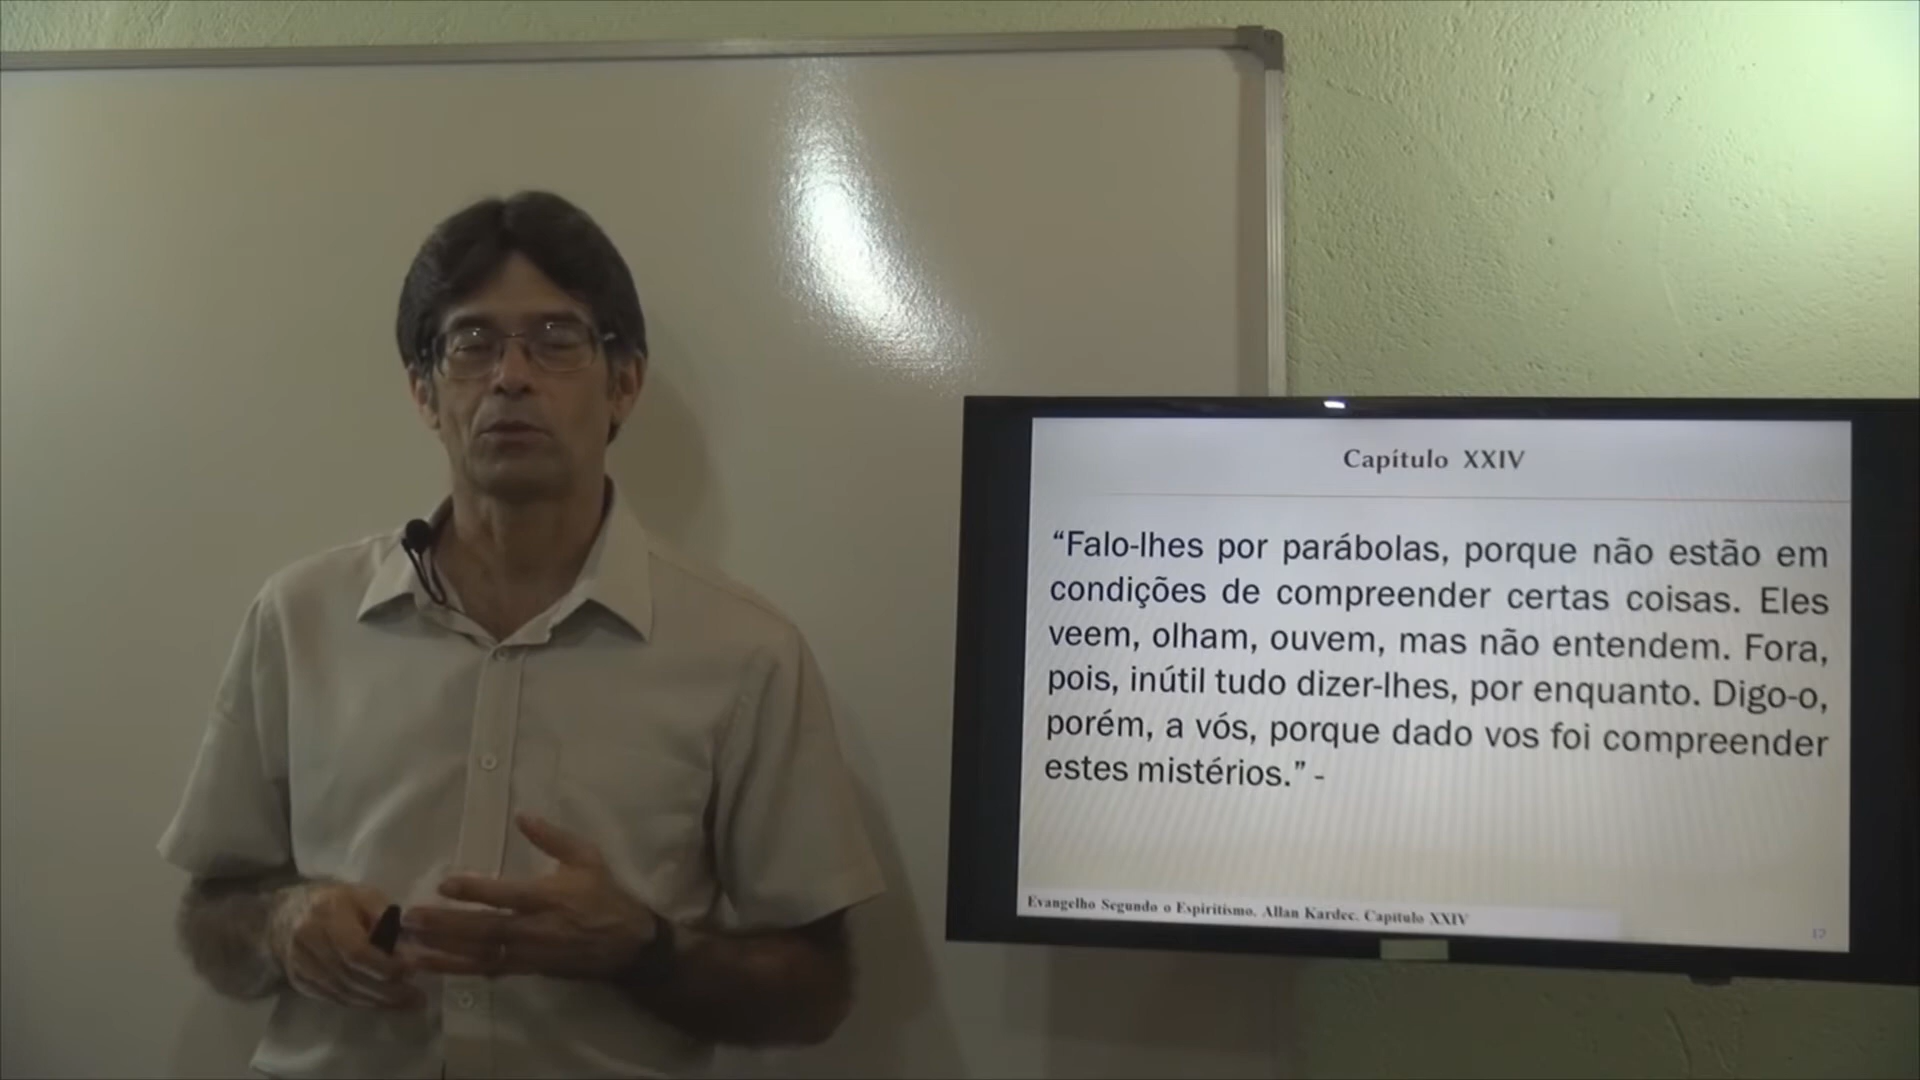 Capítulo XXIV
“Falo-lhes por parábolas, porque não estão em
condições de compreender certas coisas. Eles
veem, olham, ouvem, mas não entendem. Fora,
pois, inútil tudo dizer-lhes, por enquanto. Digo-o,
porém, a vós, porque dado vos foi compreender
estes mistérios.” -
Evangelho Segundo o Espiritismo. Allan Kardec. Capítulo XXIV